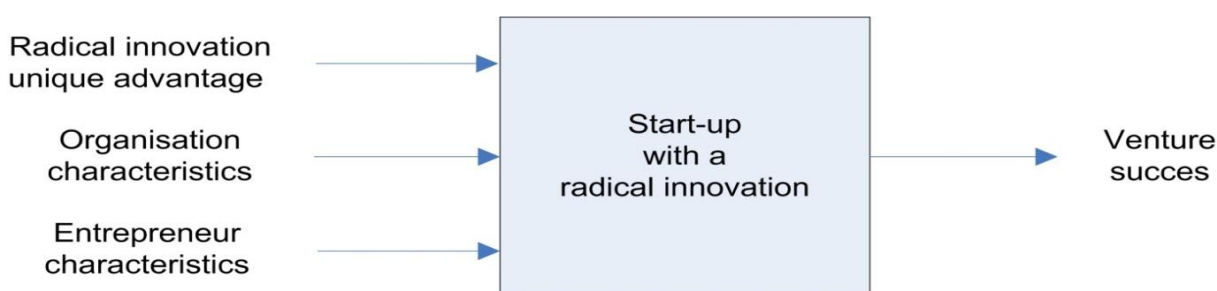 Radical innovation
unique advantage
Organisation
characteristics
Entrepreneur
characteristics
Start-up
with a
radical innovation
Venture
succes